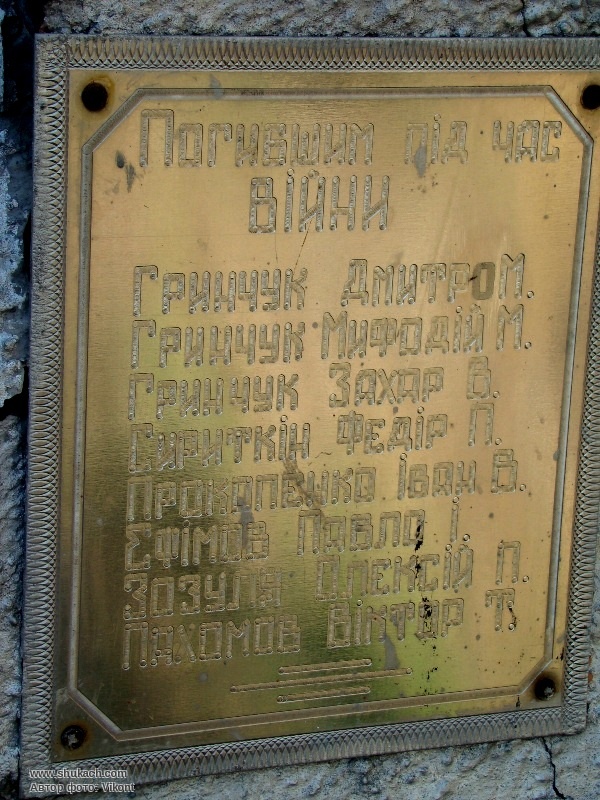 Погибшим під час
війни
Гринчук Дмитро М.
Гринчук Мифодій М.
Гринчук Захар В.
Сириткін Федір П.
Прокопенко Іван В.
Єфімов Павло І.
Зозуля Олексій П.
Пахомов Віктор Т.
www.shukach.com
Автор фото: Vikont